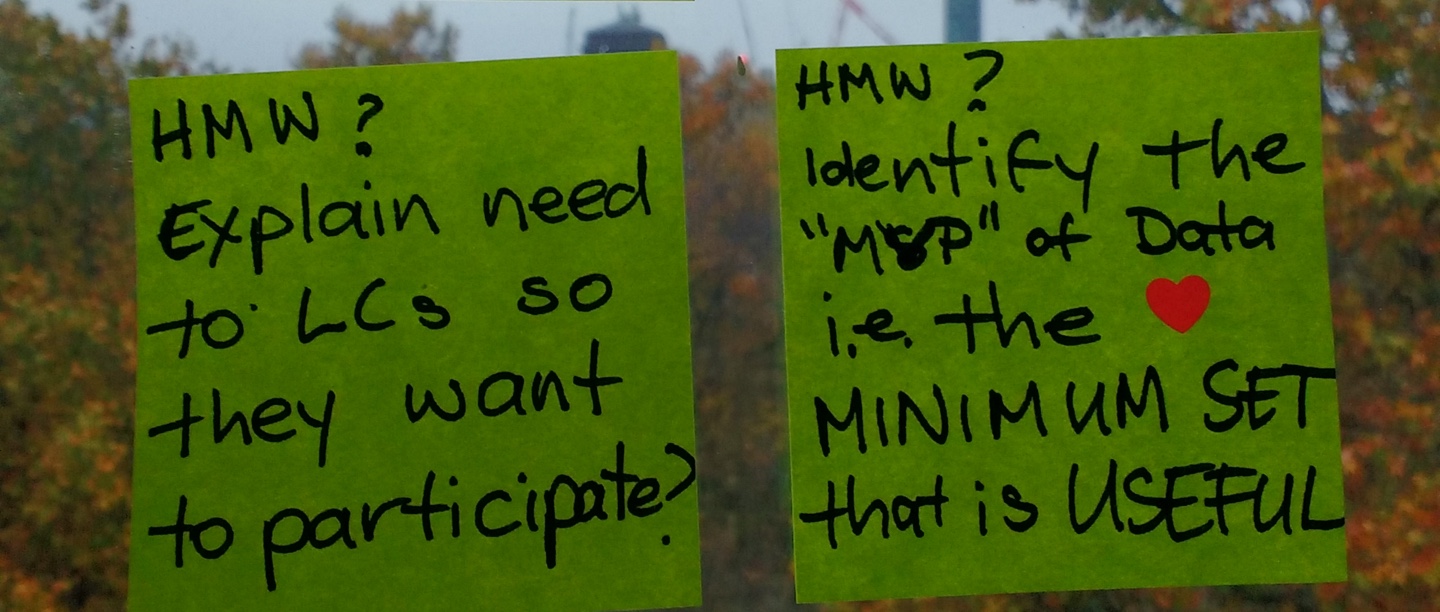 HMW?
Explain need
to LCs so
they want
to participate?
HMW?
Identify the
"MVP" of Data
i.e. the ❤
MINIMUM SET
that is USEFUL